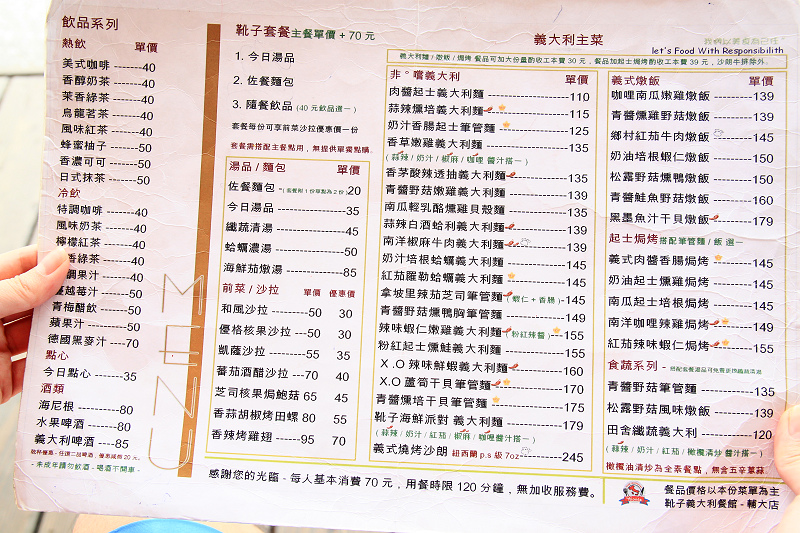 飲品系列
熱飲 單價
美式咖啡-------40
香醇奶茶-------40
茉香綠茶-------40
烏龍茗茶-------40
風味紅茶-------40
蜂蜜柚子-------50
香濃可可-------50
日式抹茶-------50
冷飲
特調咖啡-------40
風味奶茶-------40
檸檬紅茶-------40
香綠茶-------40
調果汁-------40
越莓汁-------50
青梅醋飲-------50
蘋果汁-------50
德國黑麥汁----70
點心
今日點心-------35
酒類
海尼根---------80
水果啤酒-------80
義大利啤酒----85
-未成年請勿飲酒-喝酒不開車-
MENU
靴子套餐 主餐單價 + 70 元
1. 今日湯品
2. 佐餐麵包
3. 隨餐飲品 (40 元飲品選一)
套餐每份可享前菜沙拉優惠價一份
套餐需搭配主餐點用，無提供單獨點購
湯品 / 麵包 單價
佐餐麵包 -(套餐附 1 份單點為 2 份)20
今日湯品-------------35
纖蔬清湯-------------45
蛤蠣濃湯-------------50
海鮮茄燉湯----------85
前菜 / 沙拉 單價 優惠價
和風沙拉-------50 30
優格核果沙拉---50 30
凱薩沙拉-------55 35
蕃茄酒醋沙拉---70 40
芝司核果焗鮑菇 65 45
香蒜胡椒烤田螺 80 55
香辣烤雞翅------95 70
義大利主菜
let's Food With Responsibilith
義大利麵 / 燉飯 / 焗烤 餐品可加大份量酌收工本費 30 元，餐品加起士焗烤酌收工本費 39 元，沙朗牛排除外。
非°嚐義大利 單價
肉醬起士義大利麵-----------------110
蒜辣燻培義大利麵-----------------115
奶汁香腸起士筆管麵---------------125
香草嫩雞義大利麵-----------------135
(蒜辣 / 奶汁 / 椒麻 / 咖哩 醬汁搭一)
香茅酸辣透抽義大利麵-------------135
青醬野菇嫩雞義大利麵-------------139
南瓜輕乳酪燻雞貝殼麵-------------135
蒜辣白酒蛤利義大利麵-------------139
南洋椒麻牛肉義大利麵-------------139
奶汁培根蛤蠣義大利麵-------------145
紅茄羅勒蛤蠣義大利麵-------------145
拿坡里辣茄芝司筆管麵(蝦仁 + 香腸)-145
青醬松露野菇燻鴨胸筆管麵---------149
辣味蝦仁嫩雞義大利麵(粉紅辣醬)---155
粉紅起士燻鮭義大利麵-------------155
X.O 辣味鮮蝦義大利麵-------------160
X.O 蘆筍干貝筆管麵---------------170
青醬燻培干貝筆管麵---------------175
靴子海鮮派對 義大利麵------------179
(蒜辣 / 奶汁 / 紅茄 / 椒麻 / 咖哩醬汁搭一)
義式燒烤沙朗 紐西蘭 p.s 級 7oz---------245
義式燉飯 單價
咖哩南瓜嫩雞燉飯-------139
青醬燻雞野菇燉飯-------139
鄉村紅茄牛肉燉飯-------145
奶油培根蝦仁燉飯-------150
松露野菇燻鴨燉飯-------150
青醬鮭魚野菇燉飯-------160
黑墨魚汁干貝燉飯-------179
起士焗烤 搭配筆管麵 / 飯 選一
義式肉醬香腸焗烤-------145
奶油起士燻雞焗烤-------145
南瓜起士培根焗烤-------145
南洋咖哩辣雞焗烤-------149
紅茄辣味蝦仁焗烤-------155
食蔬系列
青醬野菇筆管麵----------135
松露野菇風味燉飯-------139
田舍纖蔬義大利----------120
(蒜辣 / 奶汁 / 紅茄 / 橄欖清炒醬汁搭一)
橄欖油清炒為全素餐點，無含五辛蔥蒜。
感謝您的光臨 - 每人基本消費 70 元，用餐時限 120 分鐘，無加收服務費。
餐品價格以本份菜單為主
靴子義大利餐館 - 輔大店